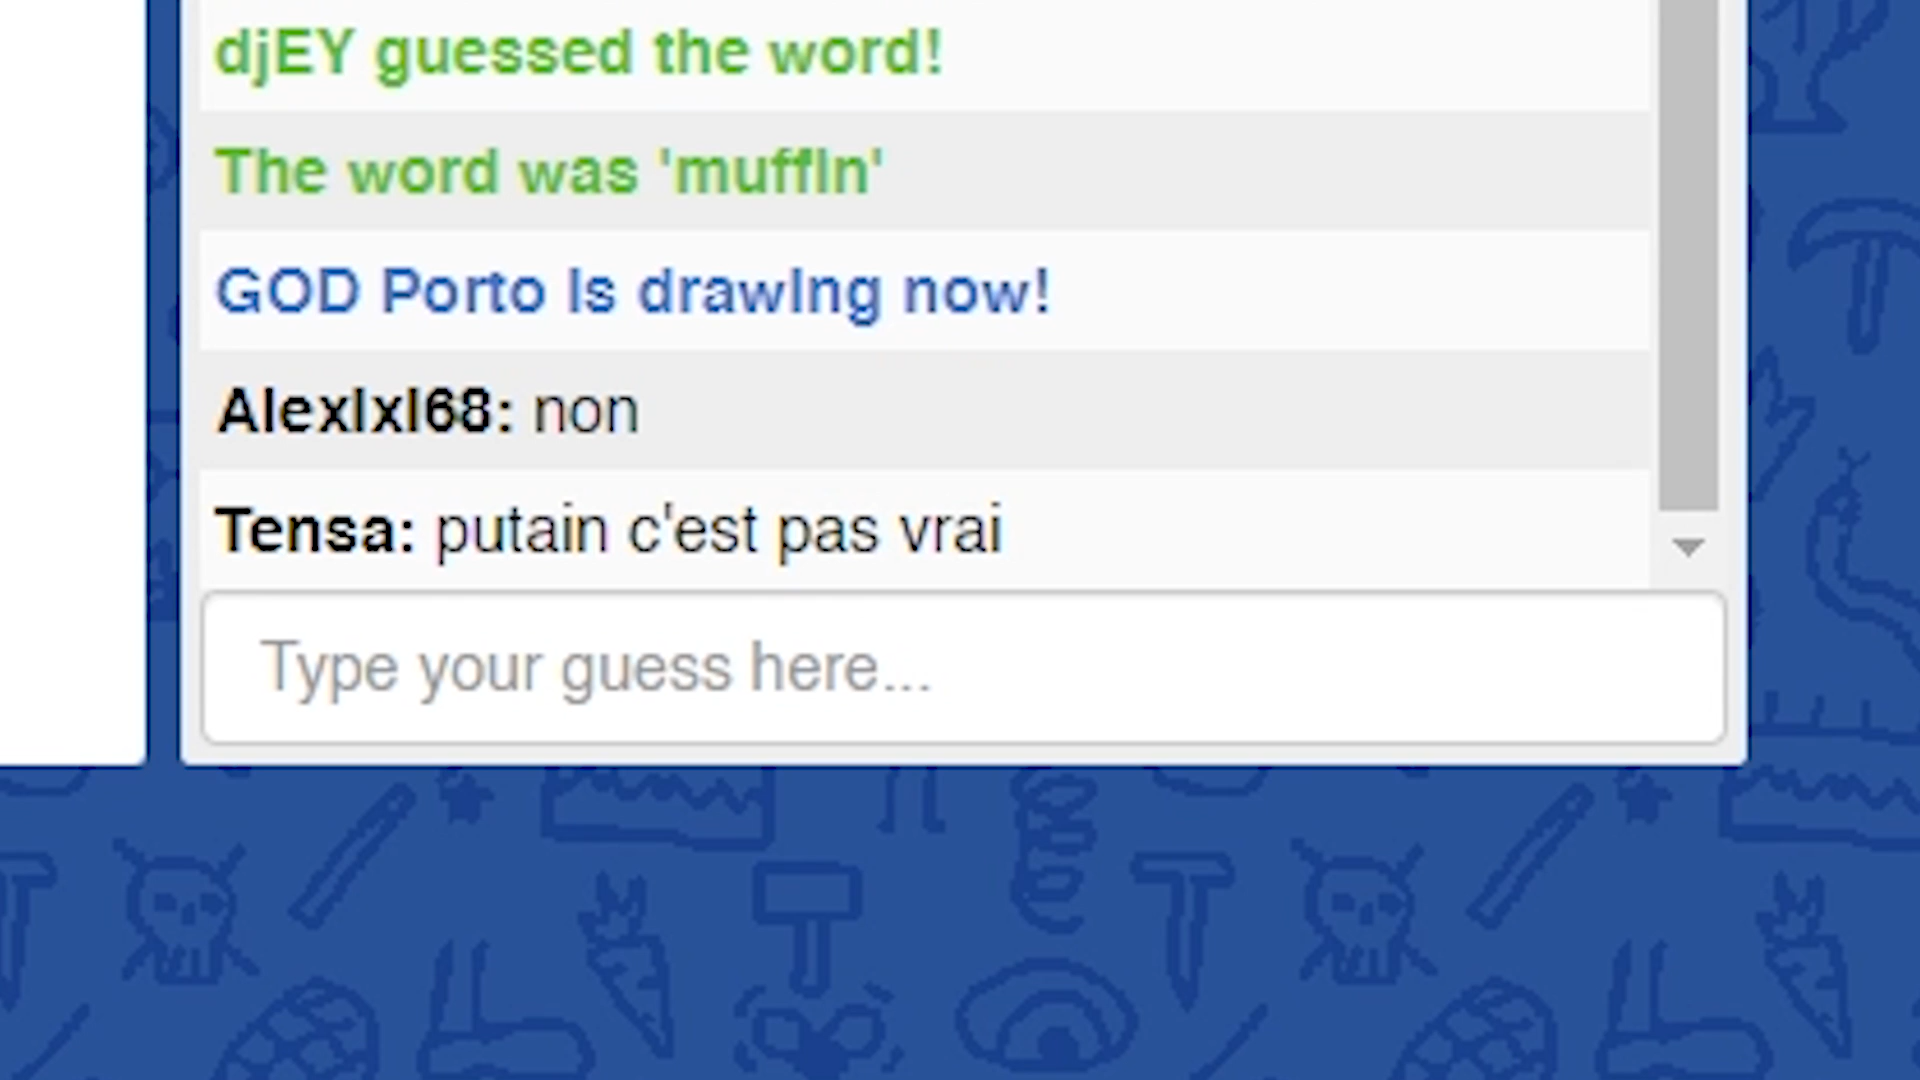 djEY guessed the word!
The word was 'muffin'
GOD Porto is drawing now!
Alexixi68: non
Tensa: putain c'est pas vrai
Type your guess here...